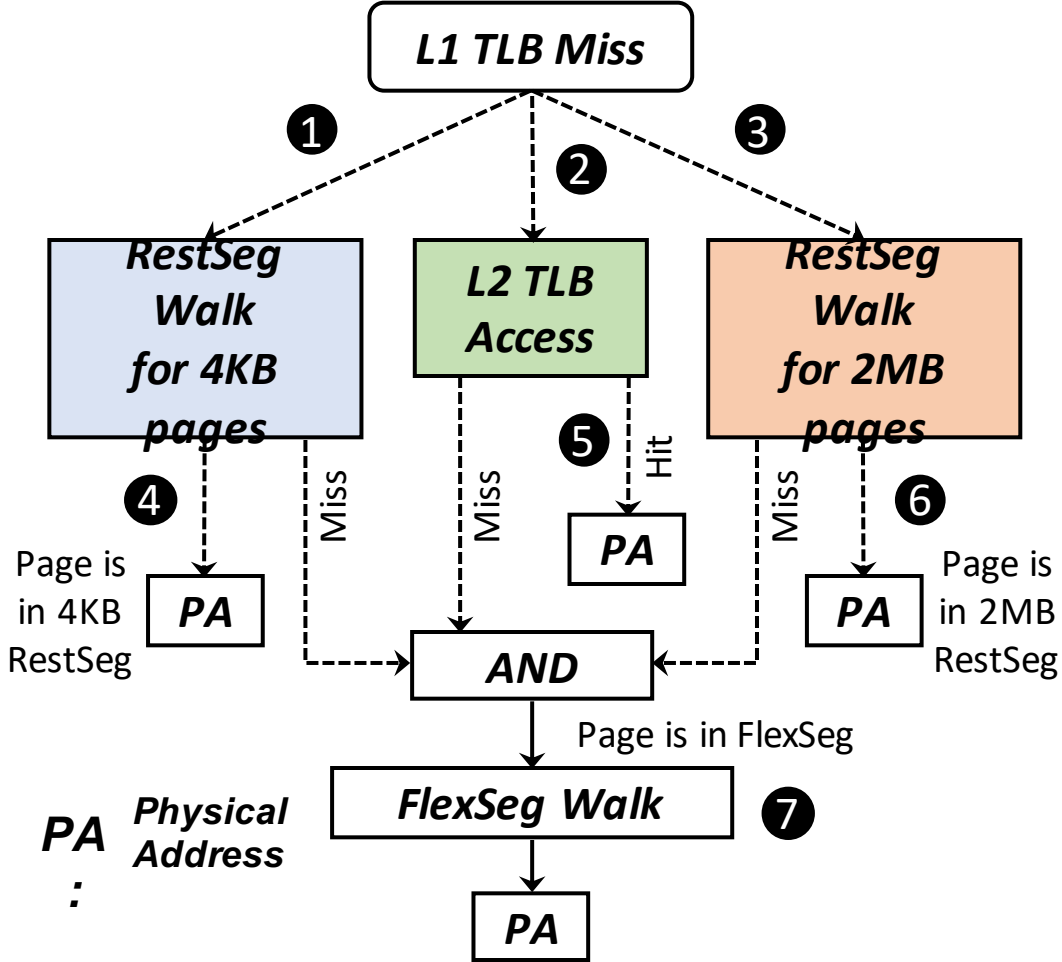 L1 TLB Miss
1
2
3
RestSeg
Walk
for 4KB
pages
L2 TLB
Access
RestSeg
Walk
for 2MB
pages
4
Miss
Miss
5
Hit
Miss
6
Page is
in 4KB
RestSeg
PA
PA
PA
Page is
in 2MB
RestSeg
AND
Page is in FlexSeg
FlexSeg Walk
7
PA
:
Physical
Address
PA